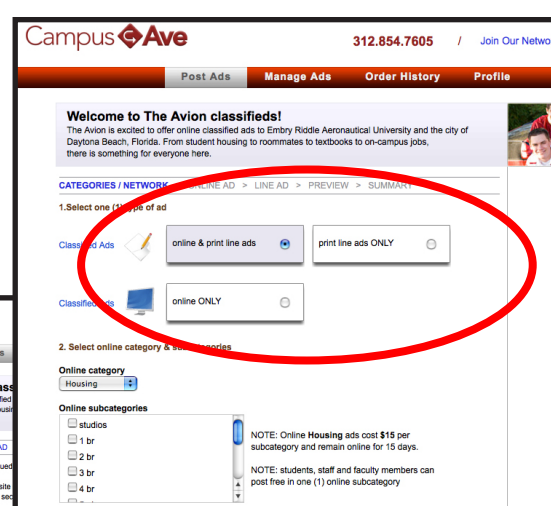 Campus Ave
312.854.7605 / Join Our Netwo
Post Ads Manage Ads Order History Profile
Welcome to The Avion classifieds!
The Avion is excited to offer online classified ads to Embry Riddle Aeronautical University and the city of
Daytona Beach, Florida. From student housing to roommates to textbooks to on-campus jobs,
there is something for everyone here.
CATEGORIES / NETWORK > ONLINE AD > LINE AD > PREVIEW > SUMMARY
1.Select one (1) type of ad
Classified Ads
online & print line ads
print line ads ONLY
Classified Ads
online ONLY
2. Select online category & subcategories
Online category
Housing
Online subcategories
studios
1 br
2 br
3 br
4 br
NOTE: Online Housing ads cost $15 per
subcategory and remain online for 15 days.
NOTE: students, staff and faculty members can
post free in one (1) online subcategory